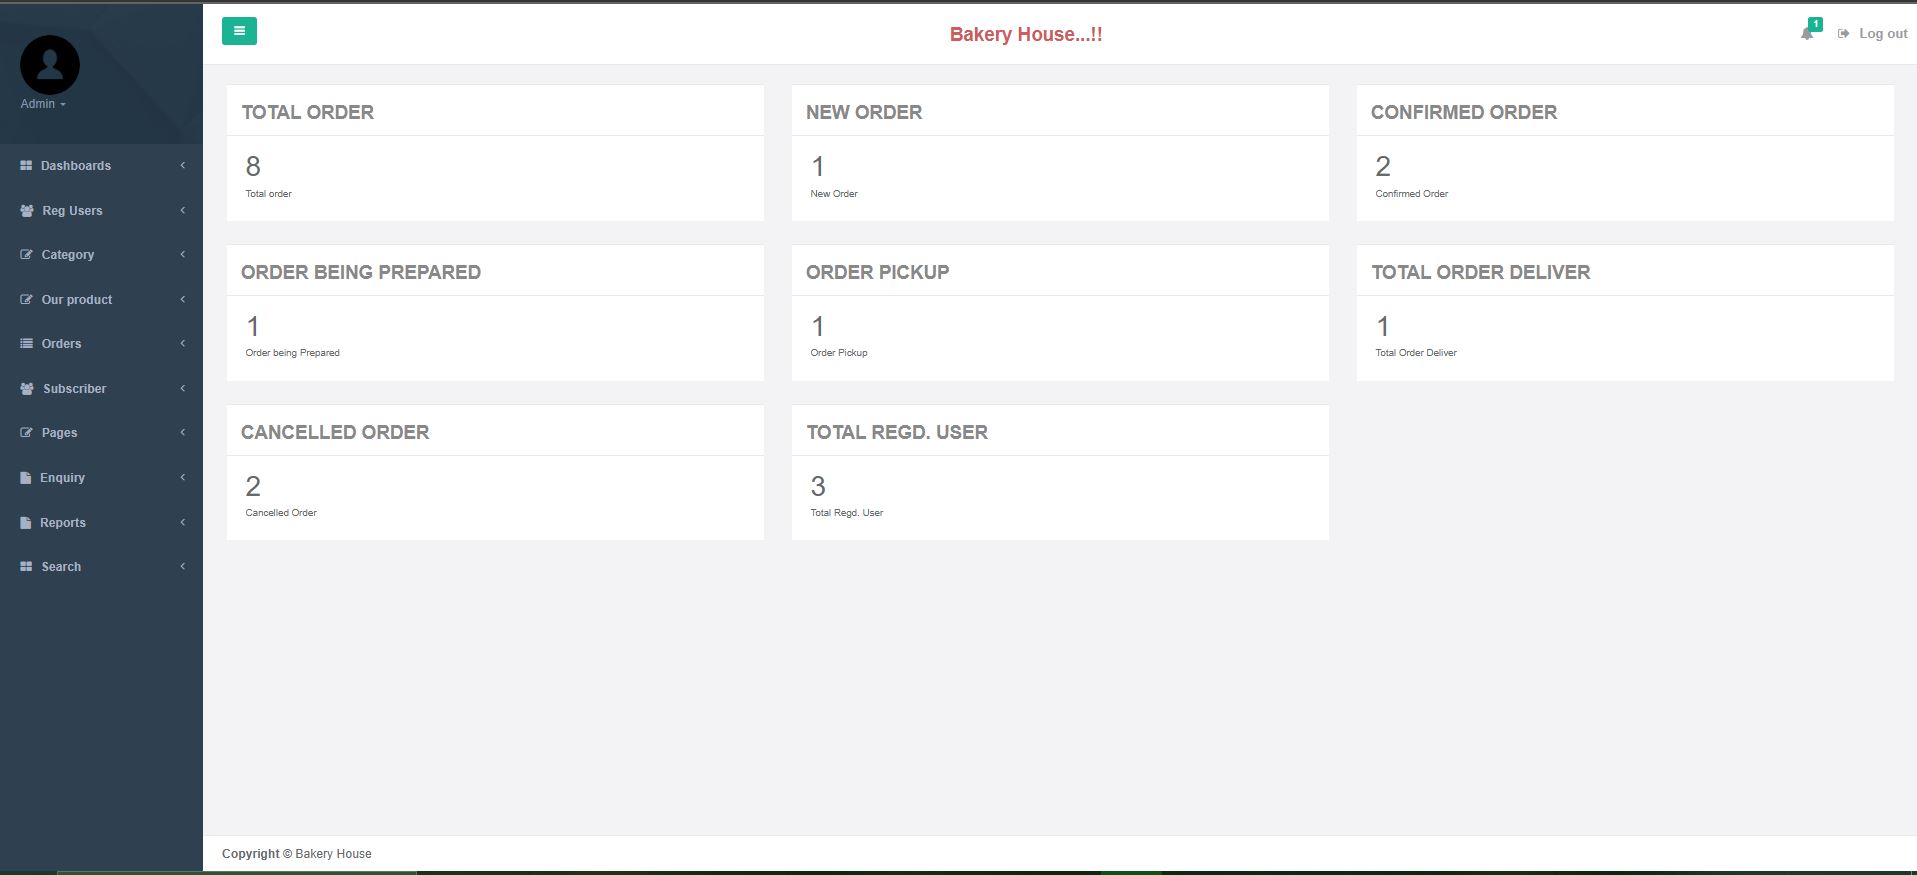 Bakery House...!!
1
Log out
Admin
Dashboards
Reg Users
Category
Our product
Orders
Subscriber
Pages
Enquiry
Reports
Search
TOTAL ORDER
8
Total order
NEW ORDER
1
New Order
CONFIRMED ORDER
2
Confirmed Order
ORDER BEING PREPARED
1
Order being Prepared
ORDER PICKUP
1
Order Pickup
TOTAL ORDER DELIVER
1
Total Order Deliver
CANCELLED ORDER
2
Cancelled Order
TOTAL REGD. USER
3
Total Regd. User
Copyright © Bakery House